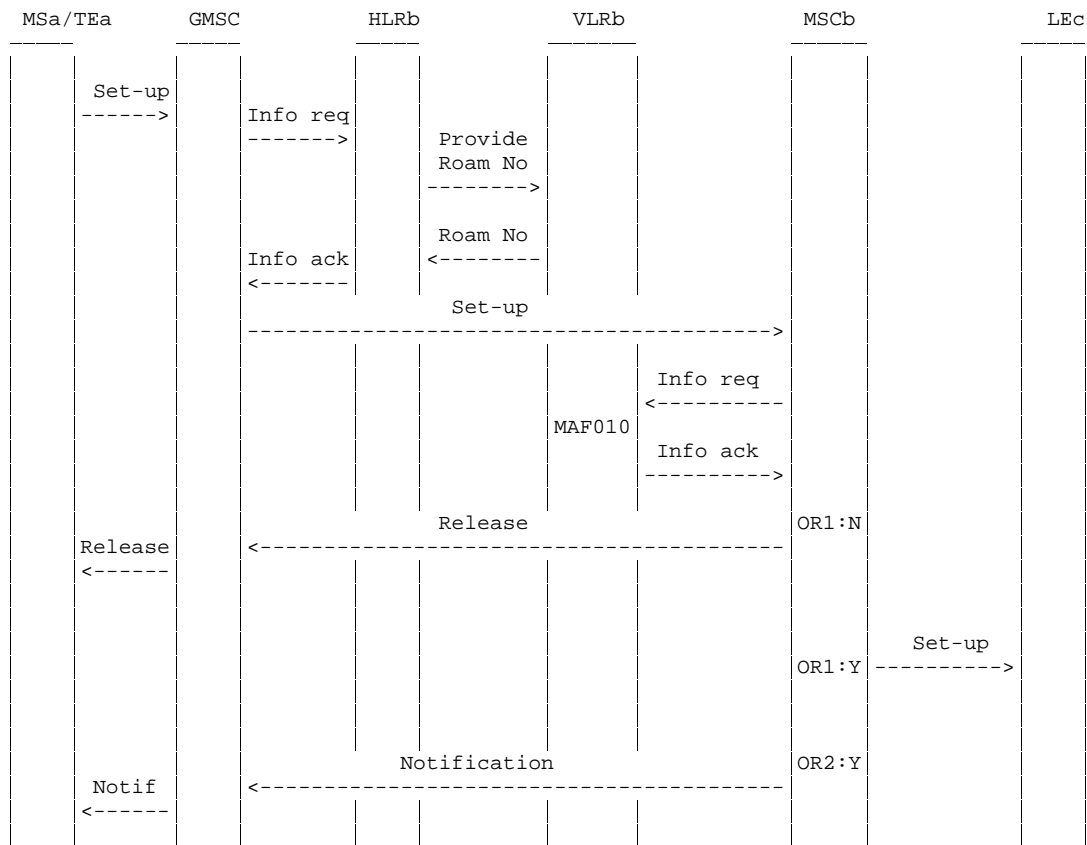 MSa/TEa GMSC HLRb VLRb MSCb LEc
Set-up
------> Info req
-------> Provide
Roam No
-------->
Roam No
Info ack <--------
<-------
Set-up
----------------------------------------->
Info req
<----------
MAF010
Info ack
---------->
Release OR1:N
Release <-----------------------------------------
<------
Set-up
OR1:Y ---------->
Notification OR2:Y
Notif <-----------------------------------------
<------